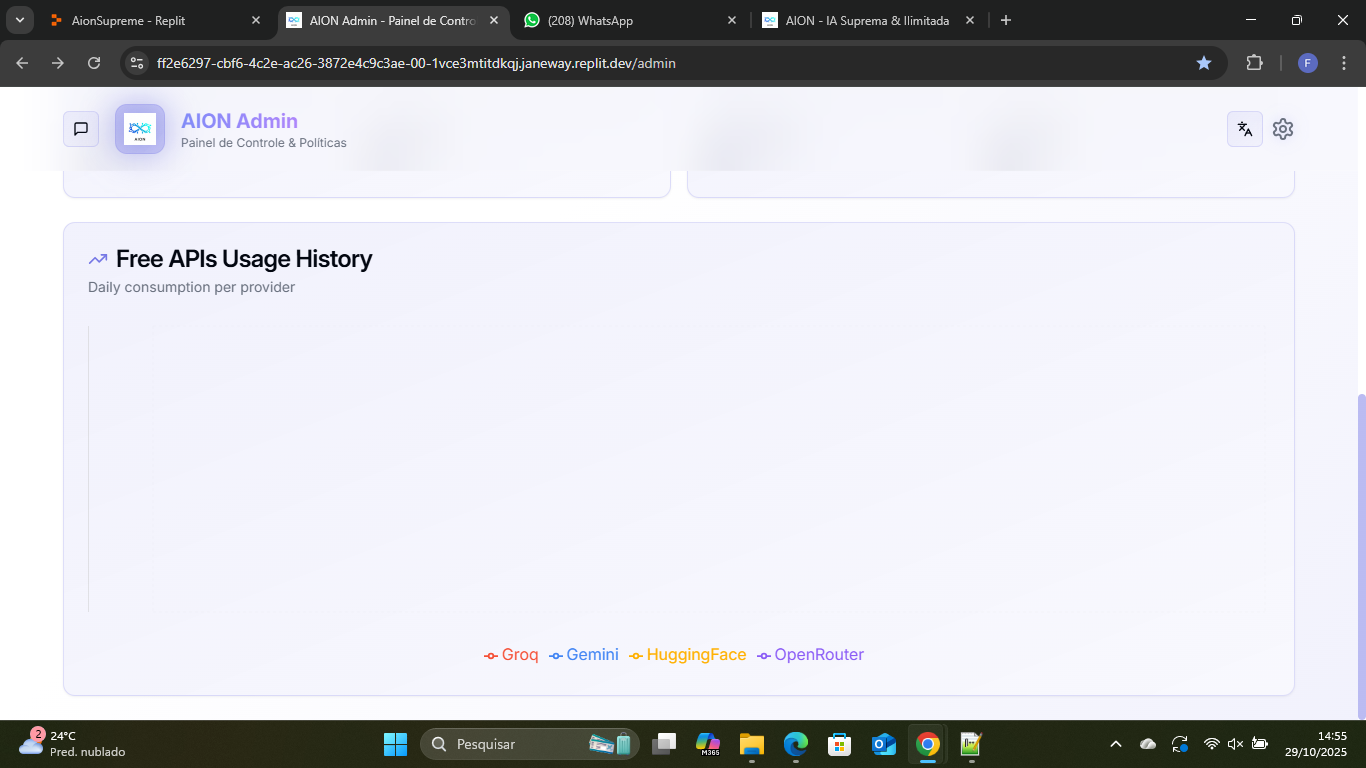 AionSupreme - Replit
AION Admin - Painel de Contro
(208) WhatsApp
AION - IA Suprema & Ilimitada
ff2e6297-cbf6-4c2e-ac26-3872e4c9c3ae-00-1vce3mtitdkqj.janeway.replit.dev/admin
F
AION
AION Admin
Painel de Controle & Políticas
Free APIs Usage History
Daily consumption per provider
Groq Gemini HuggingFace OpenRouter
2
24°C
Pred. nublado
Pesquisar
M365
14:55
29/10/2025